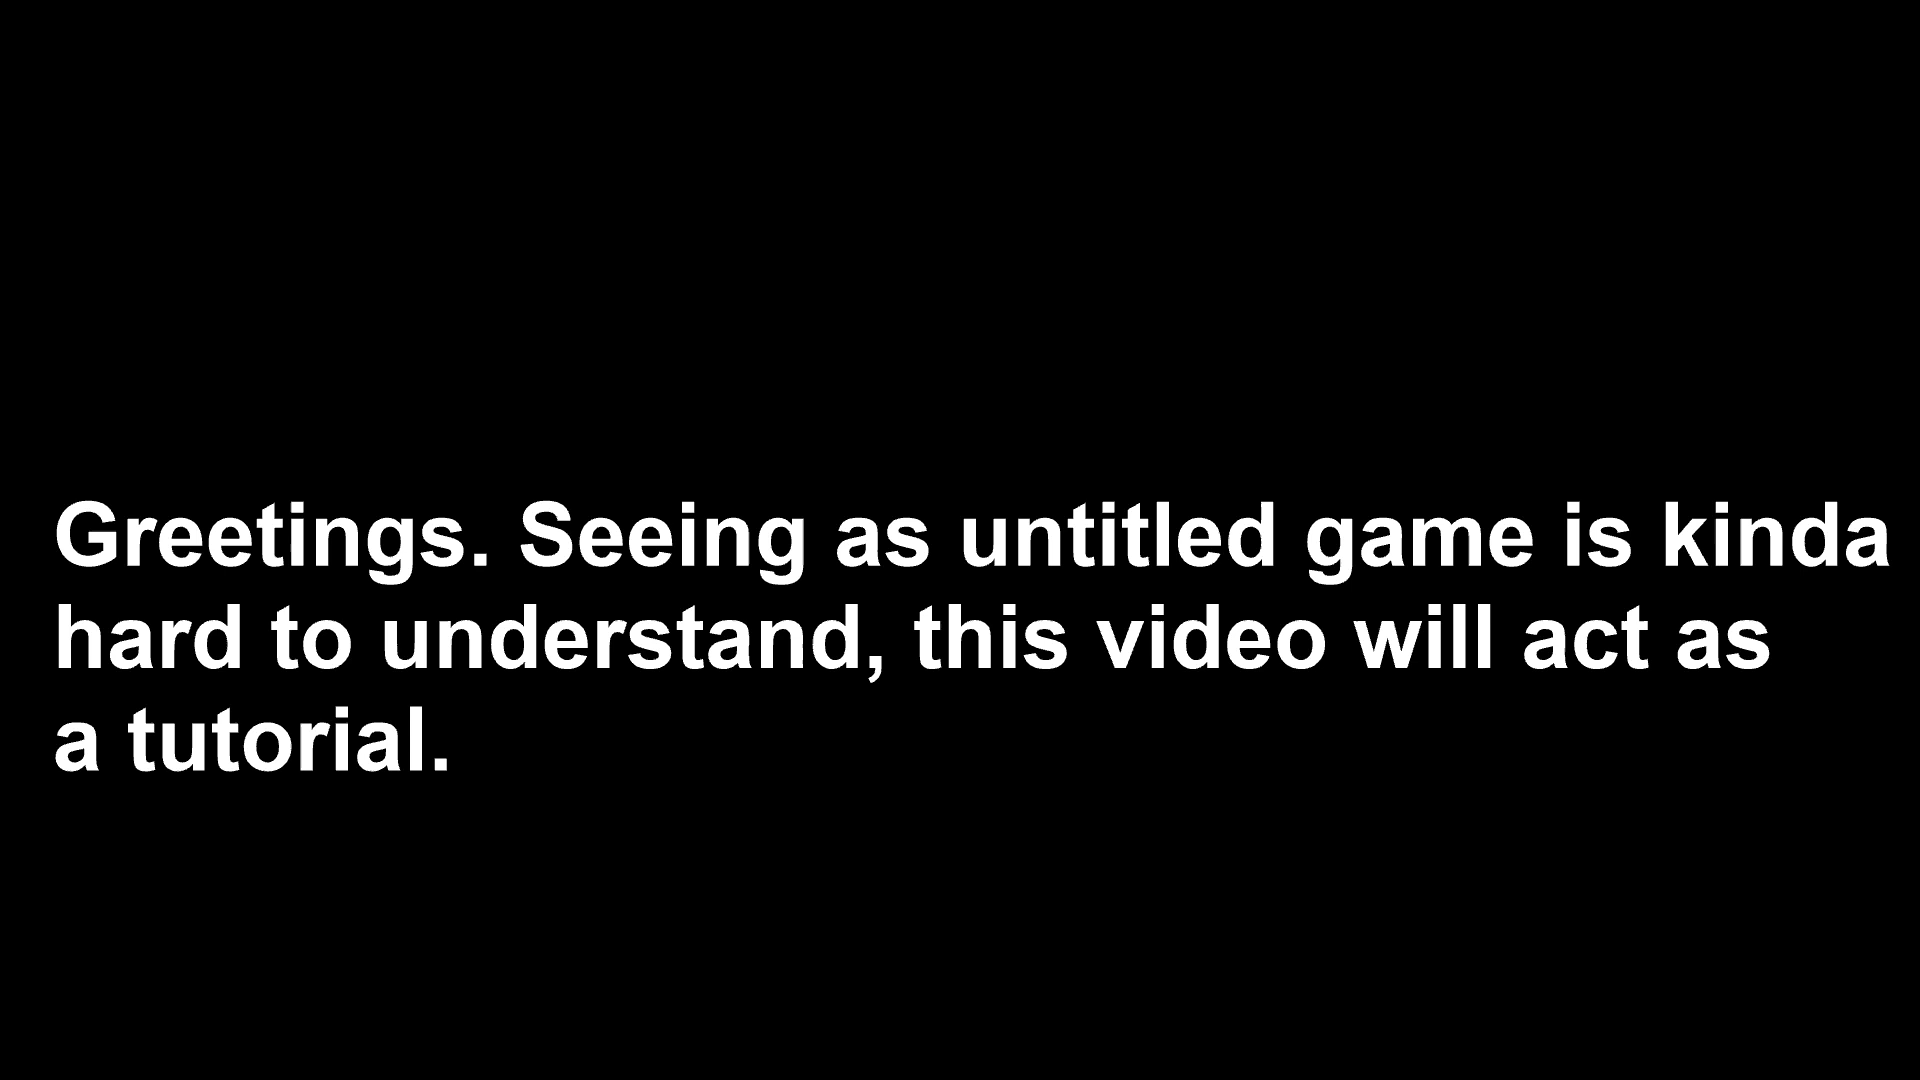 Greetings. Seeing as untitled game is kinda
hard to understand, this video will act as
a tutorial.